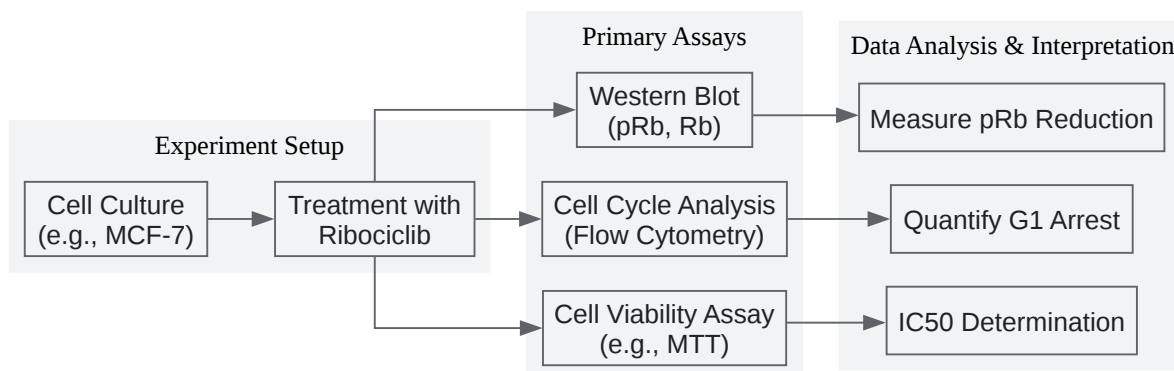 Experiment Setup
Cell Culture
(e.g., MCF-7)
Treatment with
Ribociclib
Primary Assays
Western Blot
(pRb, Rb)
Cell Cycle Analysis
(Flow Cytometry)
Cell Viability Assay
(e.g., MTT)
Data Analysis & Interpretation
Measure pRb Reduction
Quantify G1 Arrest
IC50 Determination